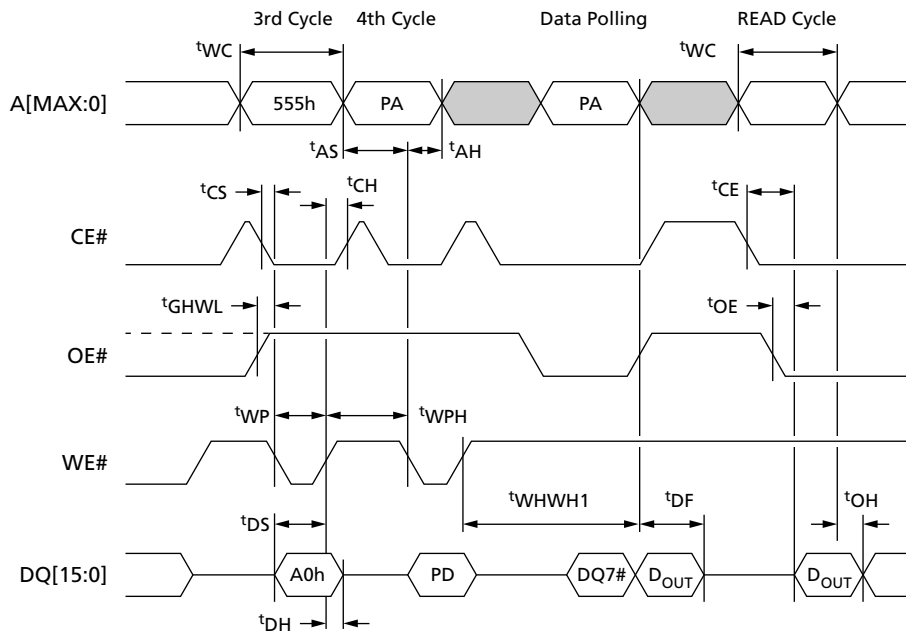 3rd Cycle 4th Cycle Data Polling READ Cycle
tWC tWC
A[MAX:0] 555h PA PA
tAS tAH
tCS tCH tCE
CE#
tGHWL tOE
OE#
tWP tWPH
WE#
tWHWH1 tDF tOH
tDS
DQ[15:0] A0h PD DQ7# DOUT DOUT
tDH